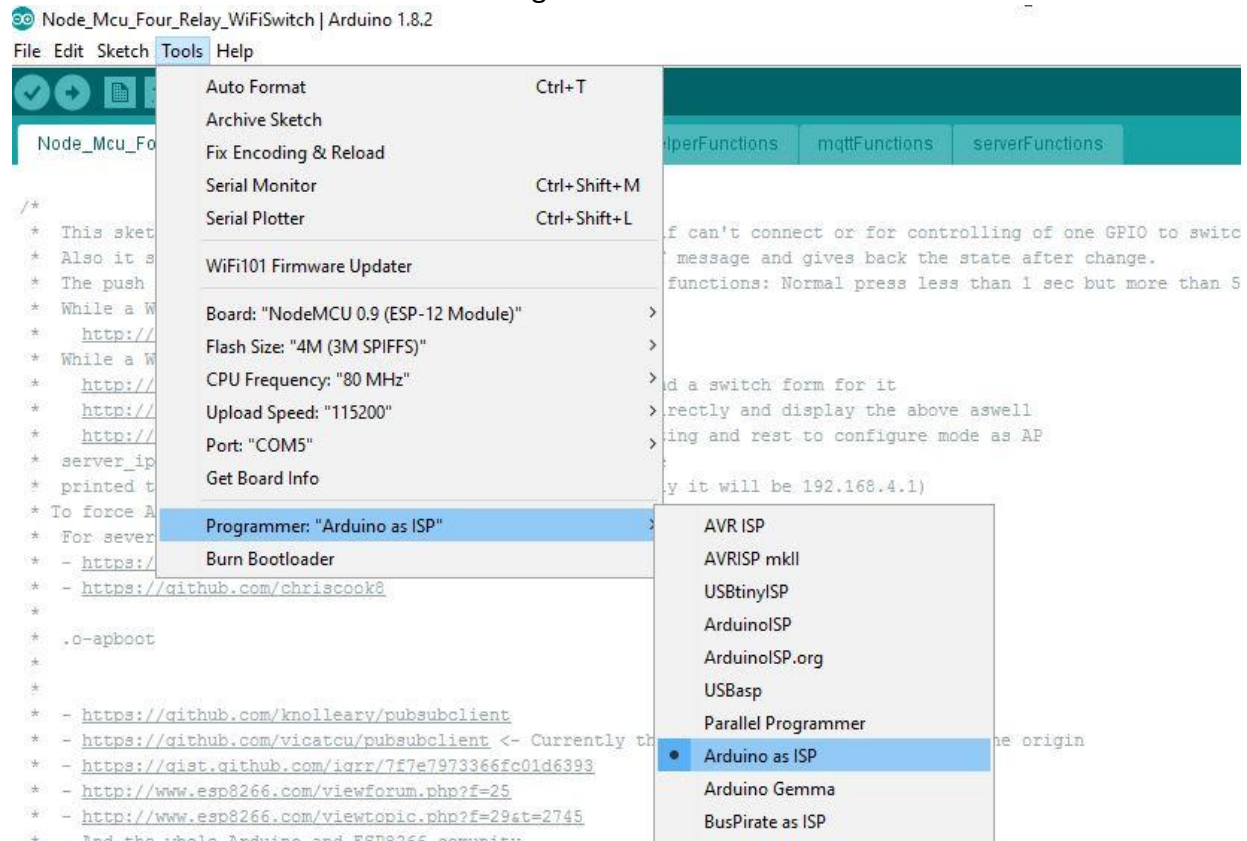 Node_Mcu_Four_Relay_WiFiSwitch | Arduino 1.8.2
File Edit Sketch Tools Help
Auto Format Ctrl+T
Archive Sketch
Node_Mcu_Fo lperFunctions mqttFunctions serverFunctions
Fix Encoding & Reload
Serial Monitor Ctrl+Shift+M
/*
Serial Plotter Ctrl+Shift+L
* This sket if can't connect or for controlling of one GPIO to switc
* Also it s message and gives back the state after change.
WiFi101 Firmware Updater
* The push functions: Normal press less than 1 sec but more than 5
* While a W
Board: "NodeMCU 0.9 (ESP-12 Module)" >
* http://
Flash Size: "4M (3M SPIFFS)" >
* While a W
CPU Frequency: "80 MHz" >
* http:// d a switch form for it
* http:// rectly and display the above aswell
Upload Speed: "115200" >
* http:// ing and rest to configure mode as AP
Port: "COM5" >
* server_ip
Get Board Info
* printed t y it will be 192.168.4.1)
* To force A
Programmer: "Arduino as ISP" > AVR ISP
* For sever
Burn Bootloader AVRISP mkII
* - https:/
* - https://github.com/chriscook8 USBtinyISP
*
ArduinoISP
* .o-apboot
*
ArduinoISP.org
*
USBasp
* - https://github.com/knolleary/pubsubclient Parallel Programmer
* - https://github.com/vicatcu/pubsubclient <- Currently th ne origin
Arduino as ISP
* - https://gist.github.com/igrr/7f7e7973366fc01d6393
Arduino Gemma
* - http://www.esp8266.com/viewforum.php?f=25
* - http://www.esp8266.com/viewtopic.php?f=29&t=2745
BusPirate as ISP
* And the whole Arduino and ESP8266 comunity